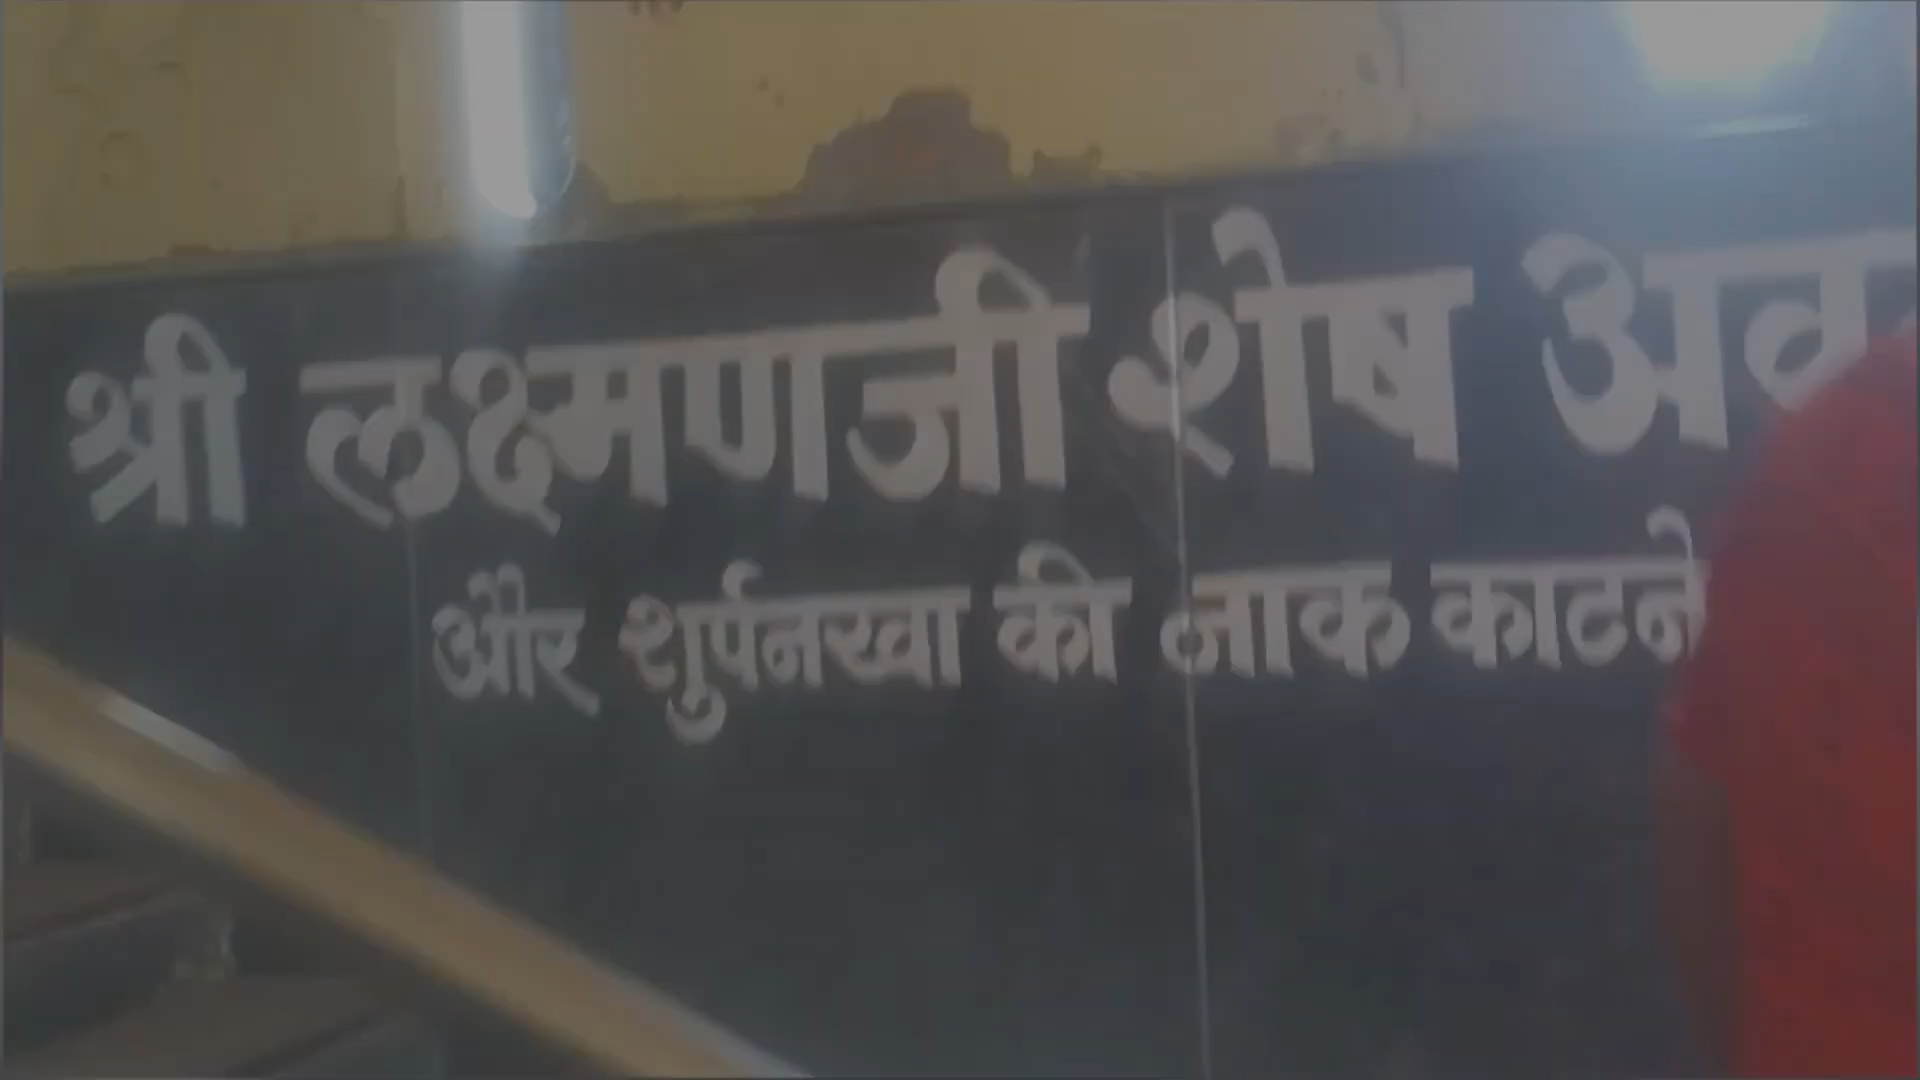 श्री लक्ष्मणजी शेष अव
और शुर्पनखा की नाक काटने